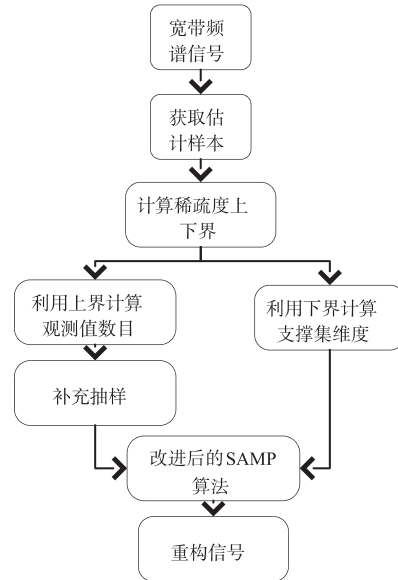 宽带频
谱信号
获取估
计样本
计算稀疏度上
下界
利用上界计算
观测值数目
利用下界计算
支撑集维度
补充抽样
改进后的SAMP
算法
重构信号